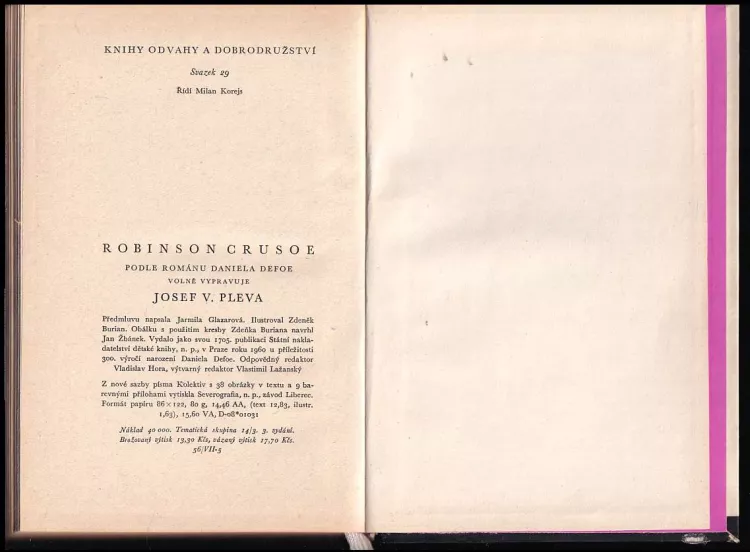 KNIHY ODVAHY A DOBRODRUŽSTVÍ
Svazek 29
Řídí Milan Korejs
ROBINSON CRUSOE
PODLE ROMÁNU DANIELA DEFOE
VOLNĚ VYPRAVUJE
JOSEF V. PLEVA
Předmluvu napsala Jarmila Glazarová. Ilustroval Zdeněk
Burian. Obálku s použitím kresby Zdeňka Buriana navrhl
Jan Žbánek. Vydalo jako svou 1705. publikaci Státní nakla-
datelství dětské knihy, n. p., v Praze roku 1960 u příležitosti
300. výročí narození Daniela Defoe. Odpovědný redaktor
Vladislav Hora, výtvarný redaktor Vlastimil Lažanský
Z nové sazby písma Kolektiv s 38 obrázky v textu a 9 ba-
revnými přílohami vytiskla Severografia, n. p., závod Liberec.
Formát papíru 86×122, 80 g, 14,46 AA, (text 12,83, ilustr.
1,63), 15,60 VA, D-08*01031
Náklad 40 000. Tematická skupina 14/3. 3. vydání.
Brožovaný výtisk 13,30 Kčs, vázaný výtisk 17,70 Kčs.
56/VII-5